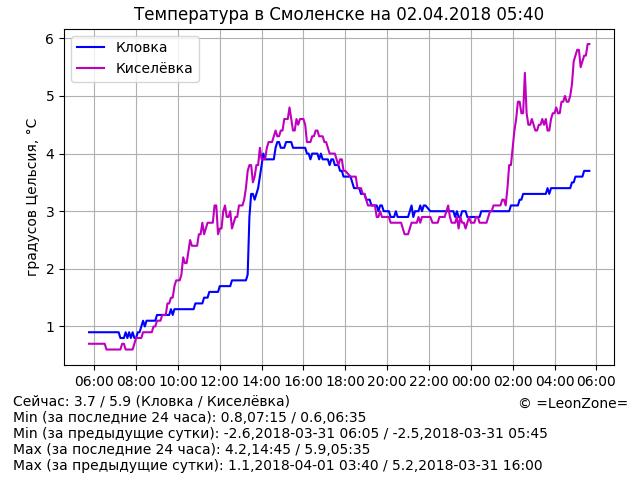 Температура в Смоленске на 02.04.2018 05:40
градусов Цельсия, °C
6
5
4
3
2
1
Кловка
Киселёвка
06:00 08:00 10:00 12:00 14:00 16:00 18:00 20:00 22:00 00:00 02:00 04:00 06:00
Сейчас: 3.7 / 5.9 (Кловка / Киселёвка)
© =LeonZone=
Min (за последние 24 часа): 0.8,07:15 / 0.6,06:35
Min (за предыдущие сутки): -2.6,2018-03-31 06:05 / -2.5,2018-03-31 05:45
Max (за последние 24 часа): 4.2,14:45 / 5.9,05:35
Max (за предыдущие сутки): 1.1,2018-04-01 03:40 / 5.2,2018-03-31 16:00